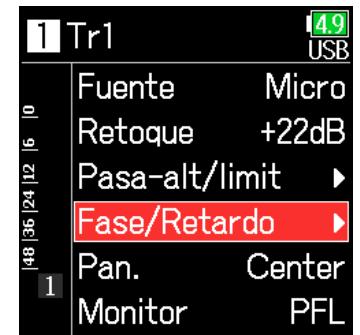 1 Tr1
4.9
USB
Fuente Micro
Retoque +22dB
Pasa-alt/limit
Fase/Retardo
Pan. Center
Monitor PFL
|48 |36 |24 |12 |6 |0
1